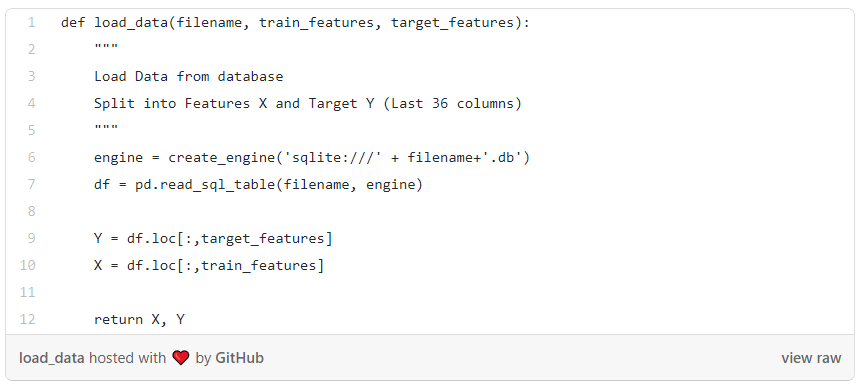 1 def load_data(filename, train_features, target_features):
2     """
3     Load Data from database
4     Split into Features X and Target Y (Last 36 columns)
5     """
6     engine = create_engine('sqlite:///' + filename+'.db')
7     df = pd.read_sql_table(filename, engine)
8
9     Y = df.loc[:,target_features]
10     X = df.loc[:,train_features]
11
12     return X, Y
load_data hosted with ❤ by GitHub view raw